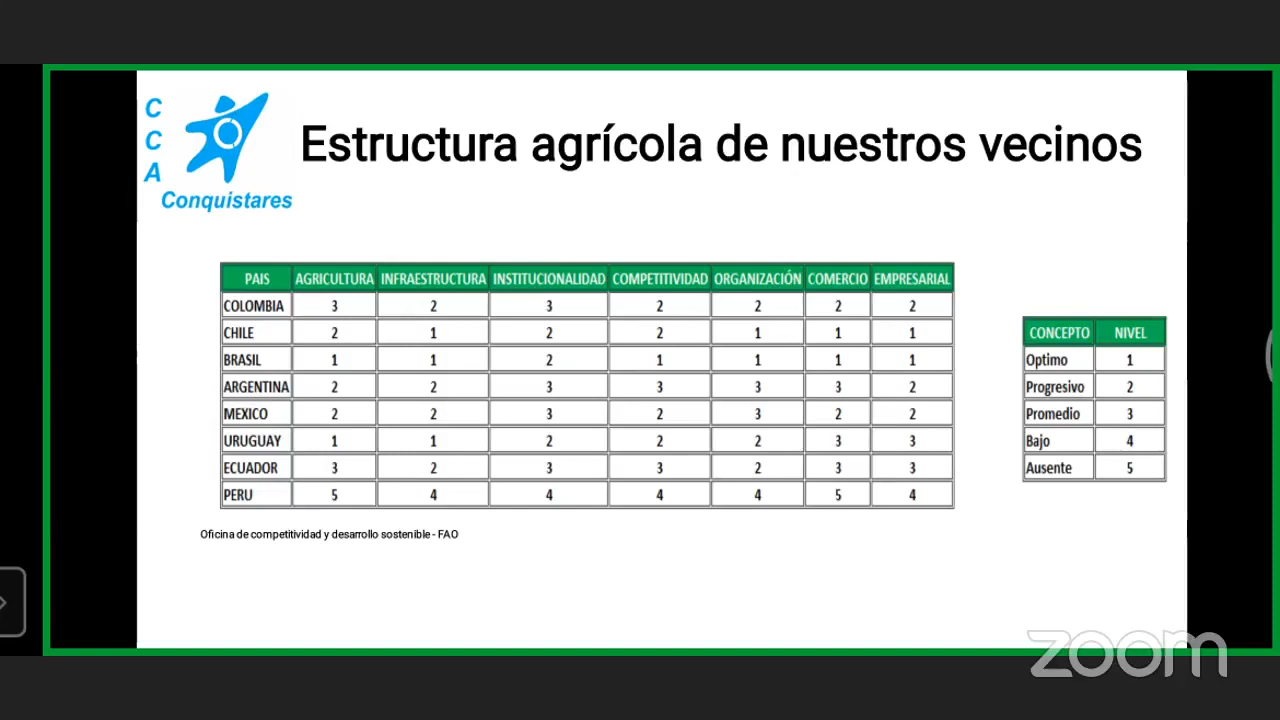 C
C
A
Conquistares
Estructura agrícola de nuestros vecinos
PAIS AGRICULTURA INFRAESTRUCTURA INSTITUCIONALIDAD COMPETITIVIDAD ORGANIZACIÓN COMERCIO EMPRESARIAL
COLOMBIA 3 2 3 2 2 2 2
CHILE 2 1 2 2 1 1 1
BRASIL 1 1 2 1 1 1 1
ARGENTINA 2 2 3 3 3 3 2
MEXICO 2 2 3 2 3 2 2
URUGUAY 1 1 2 2 2 3 3
ECUADOR 3 2 3 3 2 3 3
PERU 5 4 4 4 4 5 4
CONCEPTO NIVEL
Optimo 1
Progresivo 2
Promedio 3
Bajo 4
Ausente 5
Oficina de competitividad y desarrollo sostenible - FAO
zoom